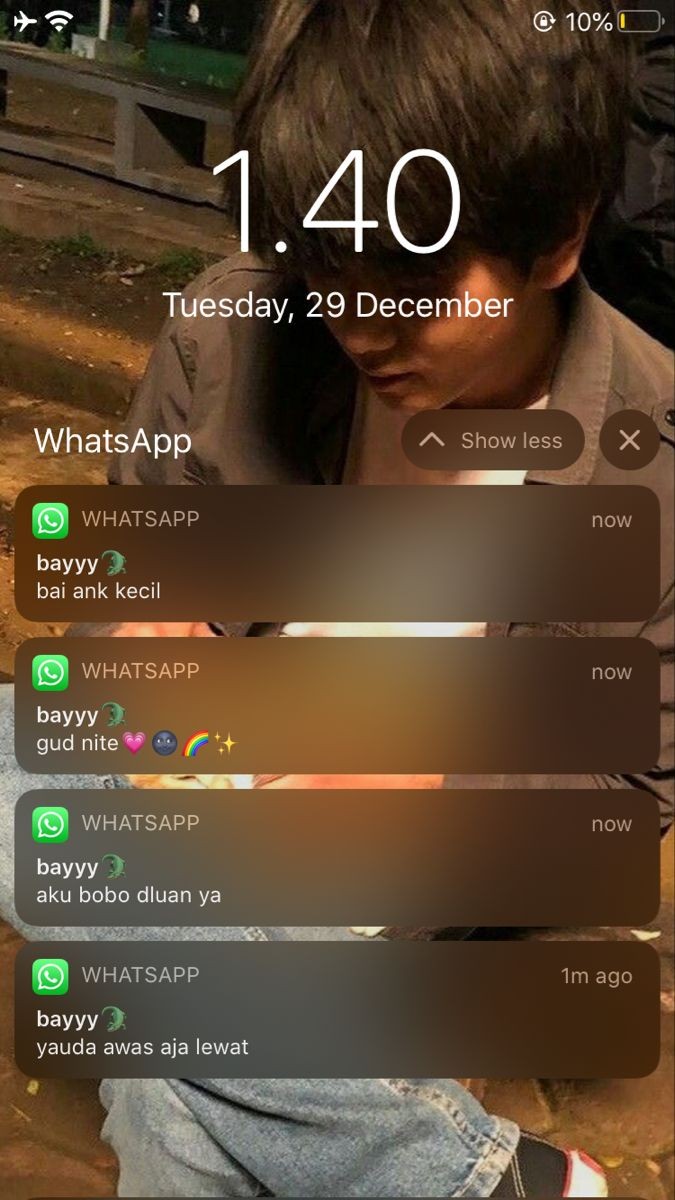 10%
1.40
Tuesday, 29 December
WhatsApp
Show less
WHATSAPP now
bayyy🐊
bai ank kecil
WHATSAPP now
bayyy🐊
gud nite💗🌚🌈✨
WHATSAPP now
bayyy🐊
aku bobo dluan ya
WHATSAPP 1m ago
bayyy🐊
yauda awas aja lewat